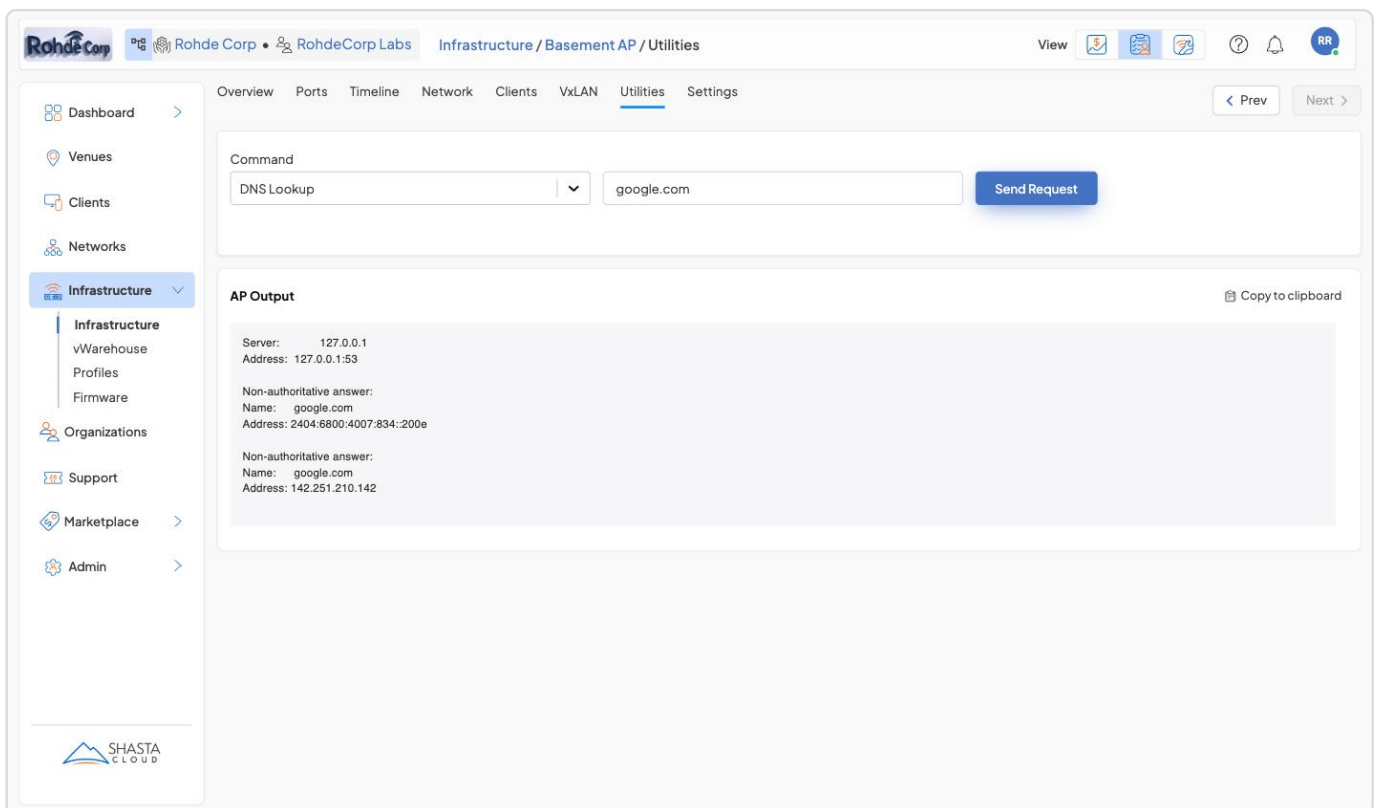 Rohde Corp Rohde Corp • RohdeCorp Labs Infrastructure / Basement AP / Utilities View RR
Overview Ports Timeline Network Clients VxLAN Utilities Settings
< Prev Next >
Dashboard
Venues
Clients
Networks
Infrastructure
Infrastructure
vWarehouse
Profiles
Firmware
Organizations
Support
Marketplace
Admin
SHASTA
CLOUD
Command
DNS Lookup google.com Send Request
AP Output Copy to clipboard
Server: 127.0.0.1
Address: 127.0.0.1:53
Non-authoritative answer:
Name: google.com
Address: 2404:6800:4007:834::200e
Non-authoritative answer:
Name: google.com
Address: 142.251.210.142